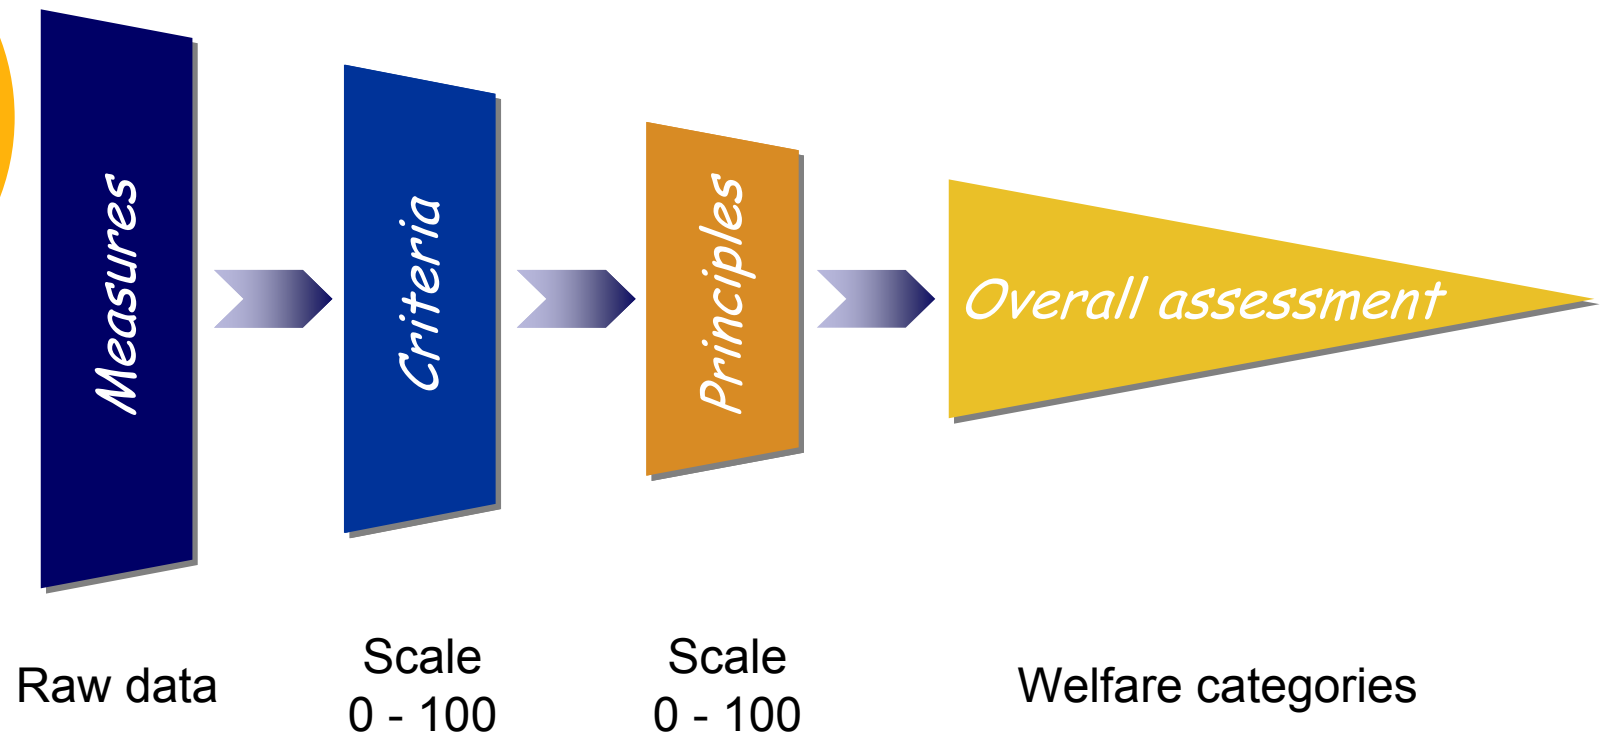 Measures
Criteria
Principles
Overall assessment
Raw data
Scale
0 - 100
Scale
0 - 100
Welfare categories